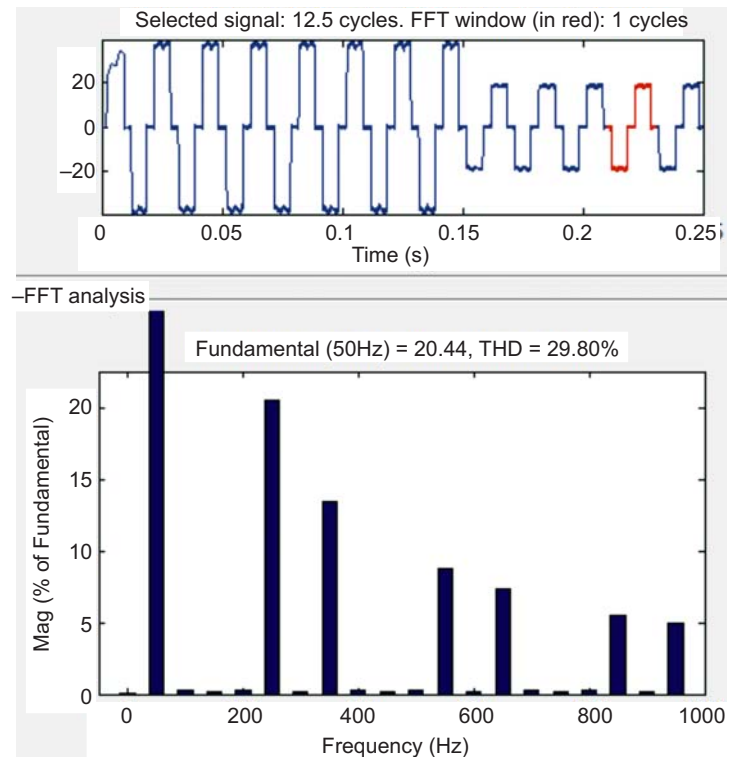 Selected signal: 12.5 cycles. FFT window (in red): 1 cycles
20
0
–20
0 0.05 0.1 0.15 0.2 0.25
Time (s)
–FFT analysis
Fundamental (50Hz) = 20.44, THD = 29.80%
Mag (% of Fundamental)
20
15
10
5
0
0 200 400 600 800 1000
Frequency (Hz)